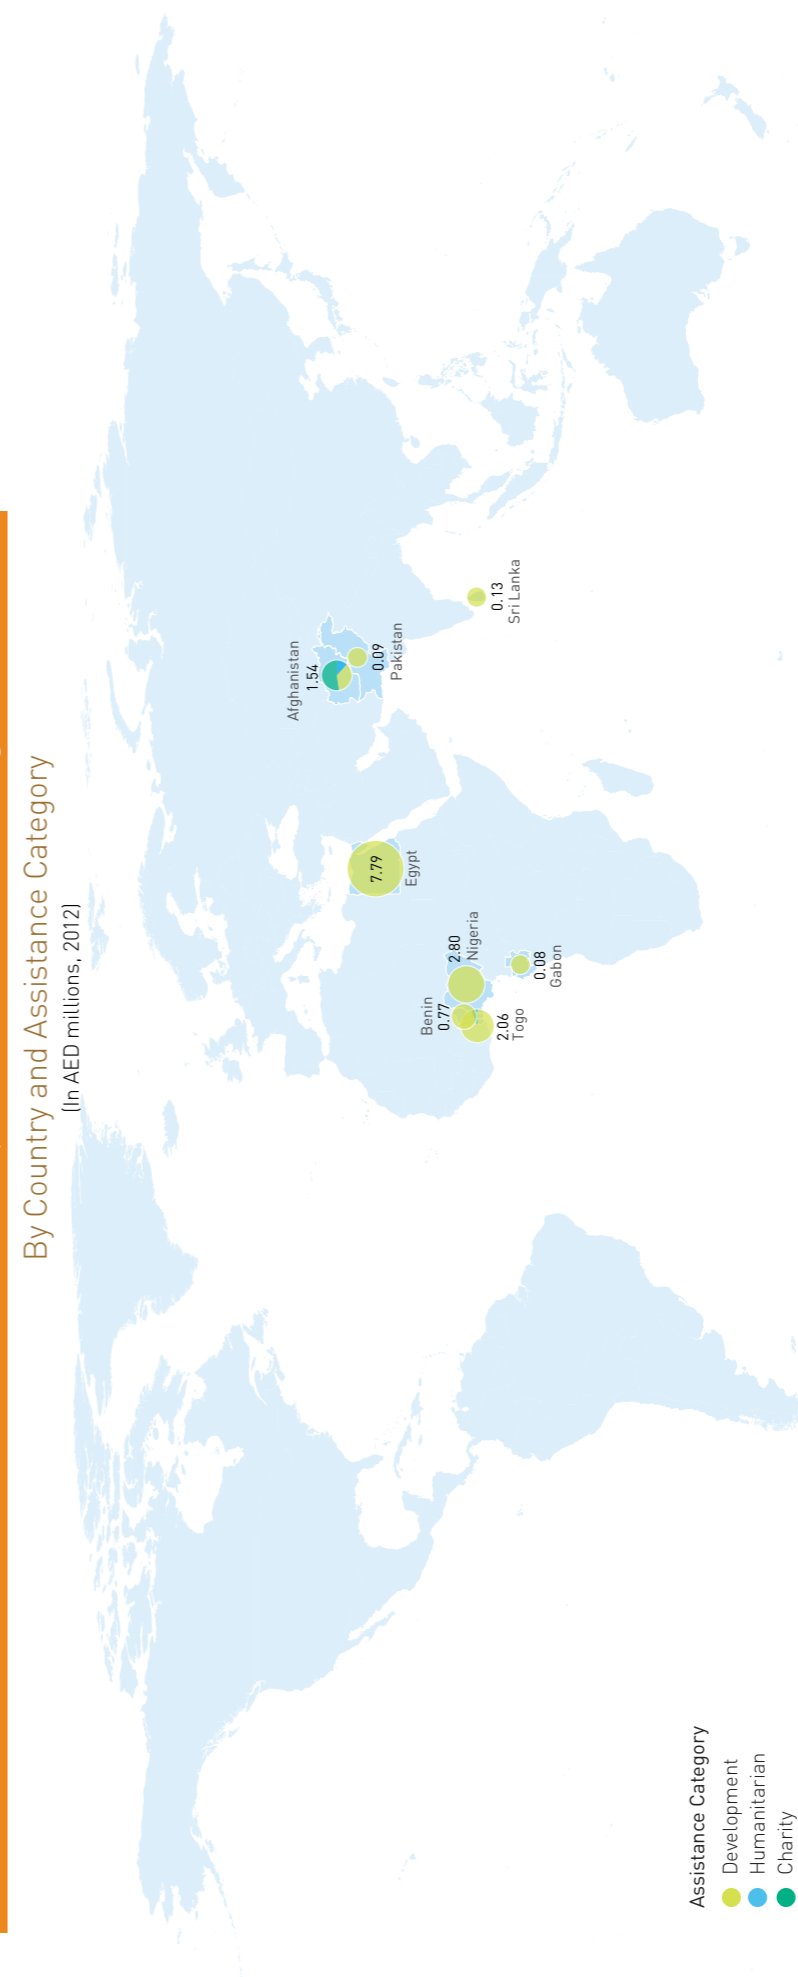 By Country and Assistance Category
(In AED millions, 2012)
Afghanistan
1.54
0.09
Pakistan
0.13
Sri Lanka
7.79
Egypt
2.80
Nigeria
Benin
0.77
2.06
Togo
0.08
Gabon
Assistance Category
Development
Humanitarian
Charity